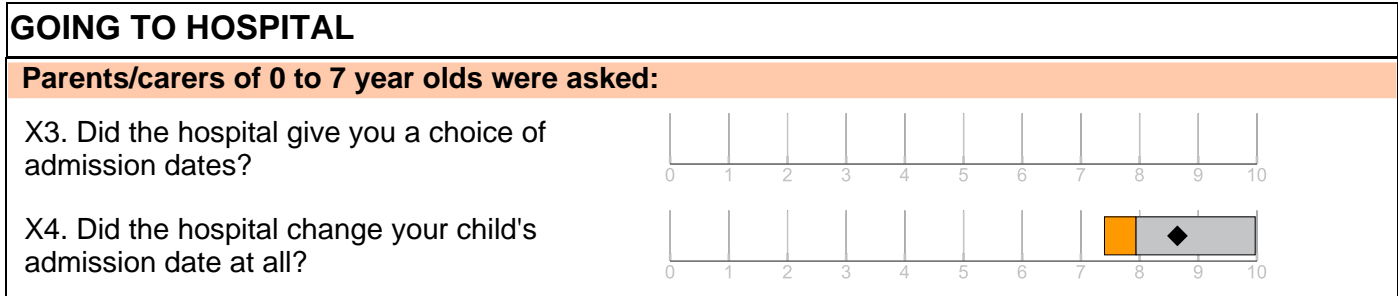 GOING TO HOSPITAL
Parents/carers of 0 to 7 year olds were asked:
X3. Did the hospital give you a choice of
admission dates?
0 1 2 3 4 5 6 7 8 9 10
X4. Did the hospital change your child's
admission date at all?
0 1 2 3 4 5 6 7 8 9 10